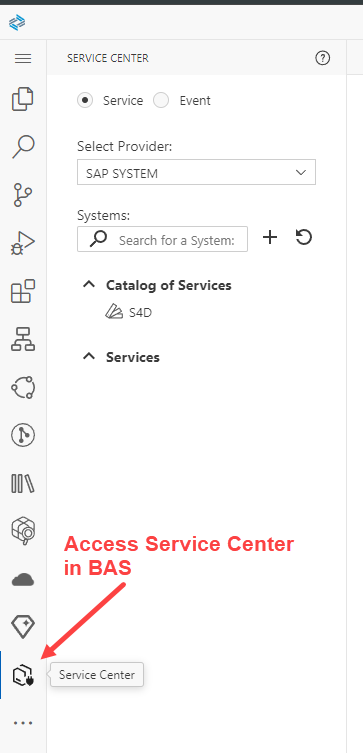 SERVICE CENTER
Service
Event
Select Provider:
SAP SYSTEM
Systems:
Search for a System:
Catalog of Services
S4D
Services
Access Service Center
in BAS
Service Center